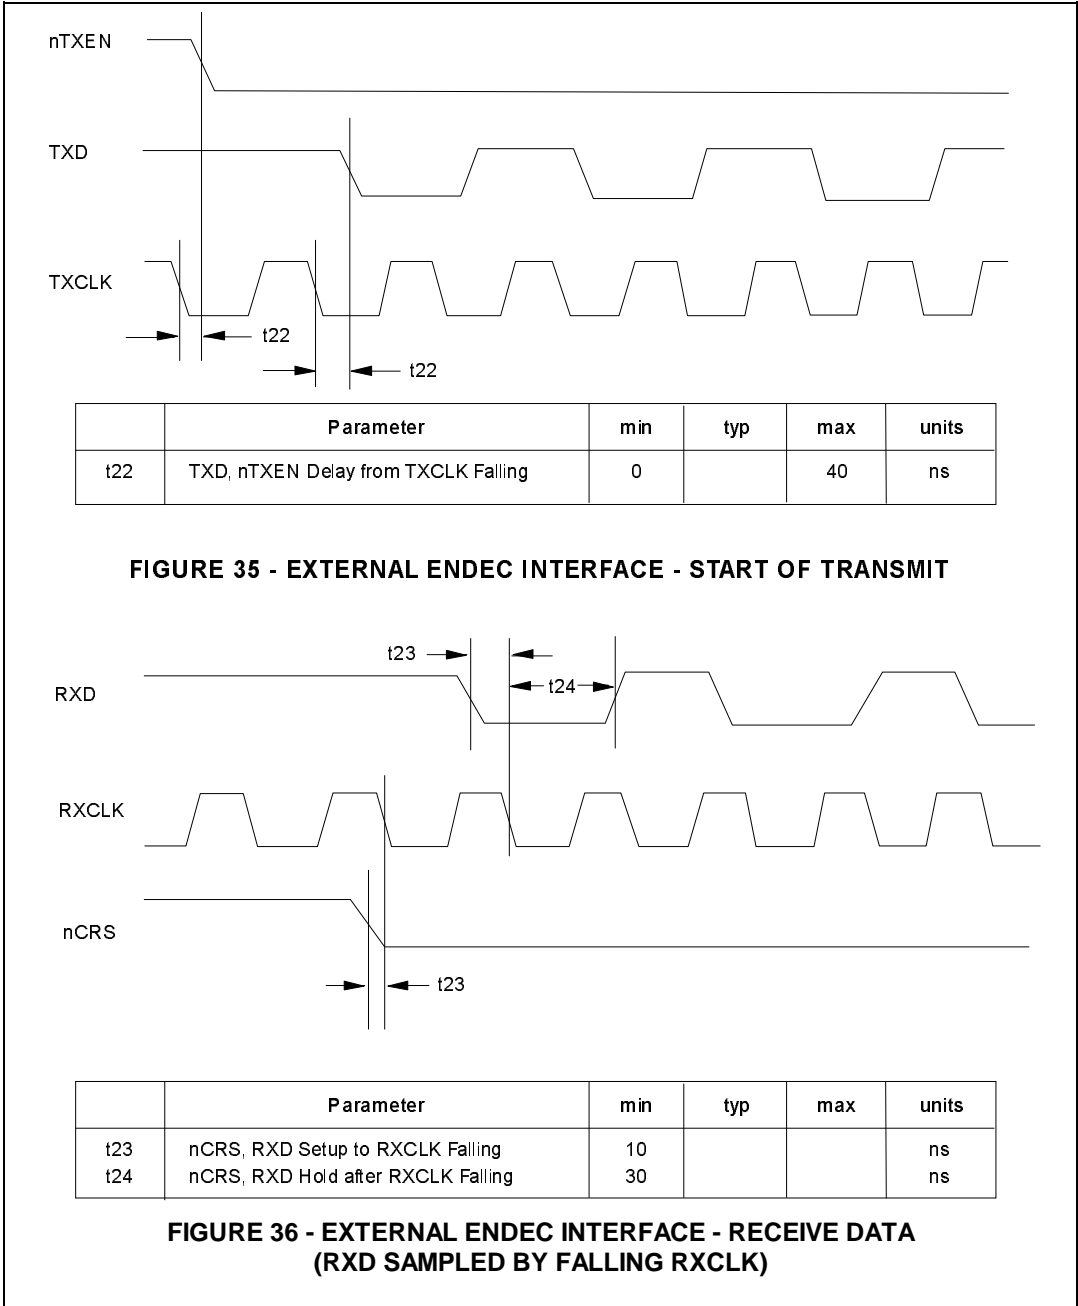 nTXEN
TXD
TXCLK
t22
t22
Parameter min typ max units
t22 TXD, nTXEN Delay from TXCLK Falling 0 40 ns
FIGURE 35 - EXTERNAL ENDEC INTERFACE - START OF TRANSMIT
t23
t24
RXD
RXCLK
nCRS
t23
Parameter min typ max units
t23 nCRS, RXD Setup to RXCLK Falling 10 ns
t24 nCRS, RXD Hold after RXCLK Falling 30 ns
FIGURE 36 - EXTERNAL ENDEC INTERFACE - RECEIVE DATA
(RXD SAMPLED BY FALLING RXCLK)